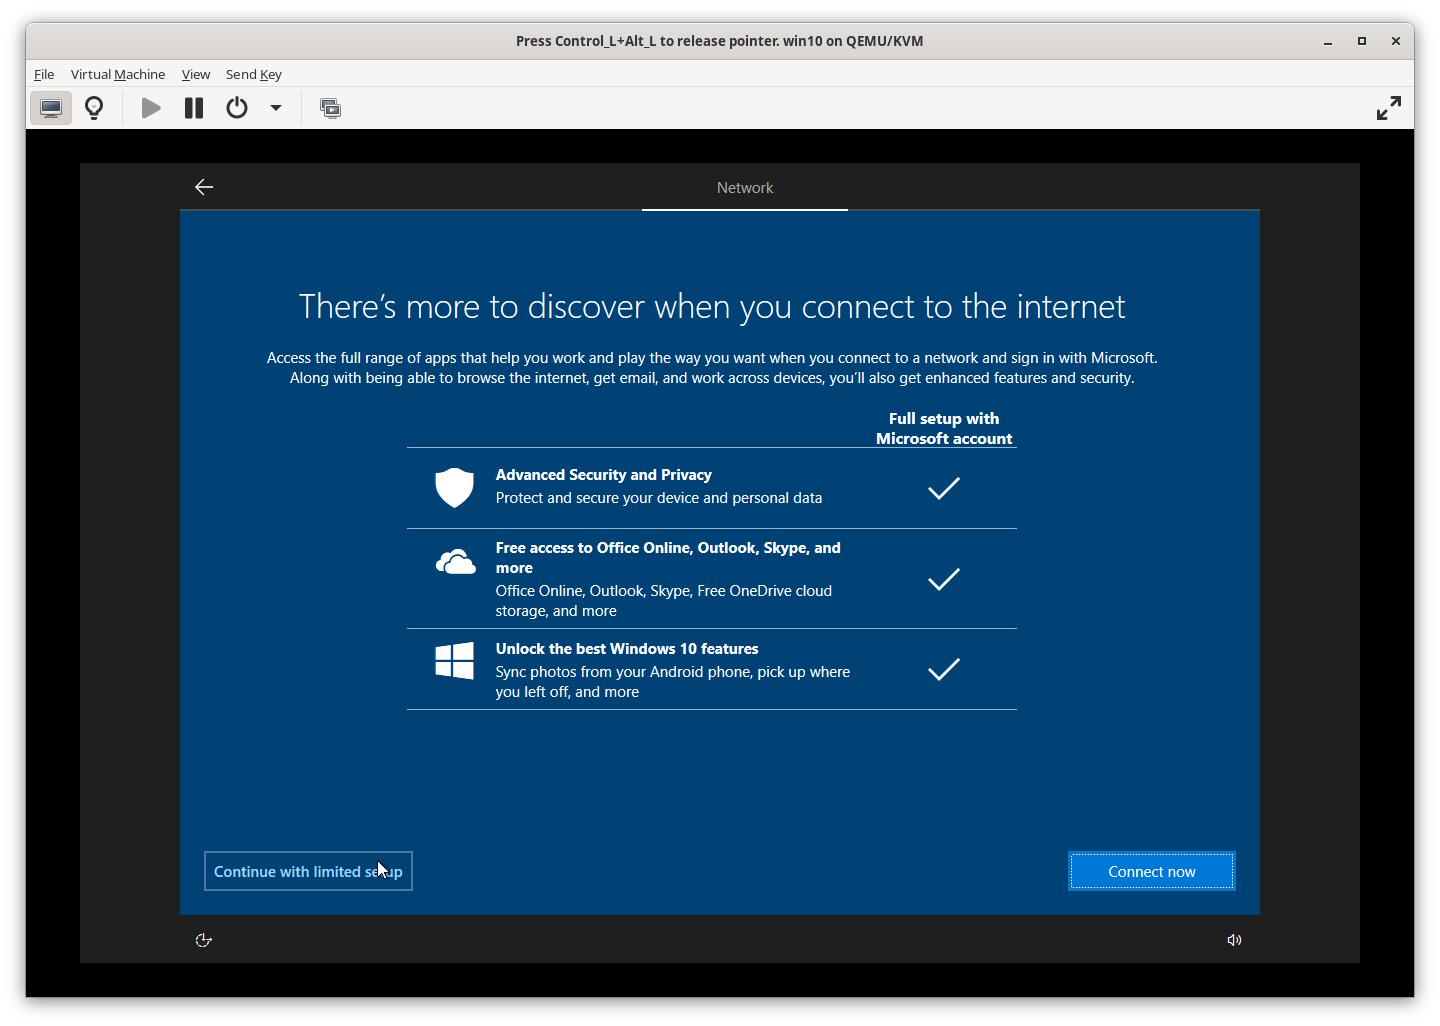 Press Control_L+Alt_L to release pointer. win10 on QEMU/KVM
File Virtual Machine View Send Key
Network
There's more to discover when you connect to the internet
Access the full range of apps that help you work and play the way you want when you connect to a network and sign in with Microsoft.
Along with being able to browse the internet, get email, and work across devices, you'll also get enhanced features and security.
Full setup with
Microsoft account
Advanced Security and Privacy
Protect and secure your device and personal data
Free access to Office Online, Outlook, Skype, and
more
Office Online, Outlook, Skype, Free OneDrive cloud
storage, and more
Unlock the best Windows 10 features
Sync photos from your Android phone, pick up where
you left off, and more
Continue with limited setup
Connect now